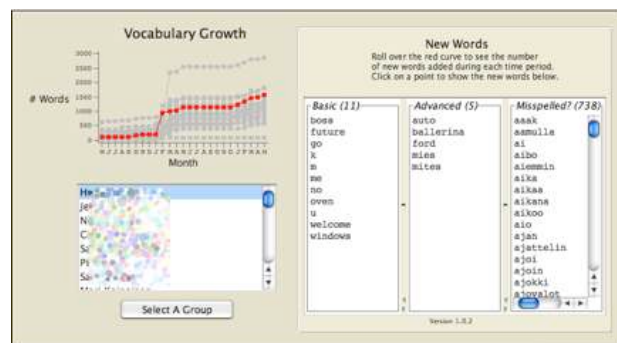 Vocabulary Growth
3000
2500
2000
1500
1000
500
0
# Words
M J J A S O N D J F M A M J J A S O N D J F M A M
Month
Select A Group
New Words
Roll over the red curve to see the number
of new words added during each time period.
Click on a point to show the new words below.
Basic (11)
boss
future
go
k
m
me
no
oven
u
welcome
windows
Advanced (5)
auto
ballerina
ford
mies
mites
Misspelled? (738)
aaak
aamulla
ai
aibo
aiemmin
aika
aikaa
aikana
aikoo
aio
ajan
ajattelin
ajoi
ajoin
ajokki
ajovalot
Version 1.0.2